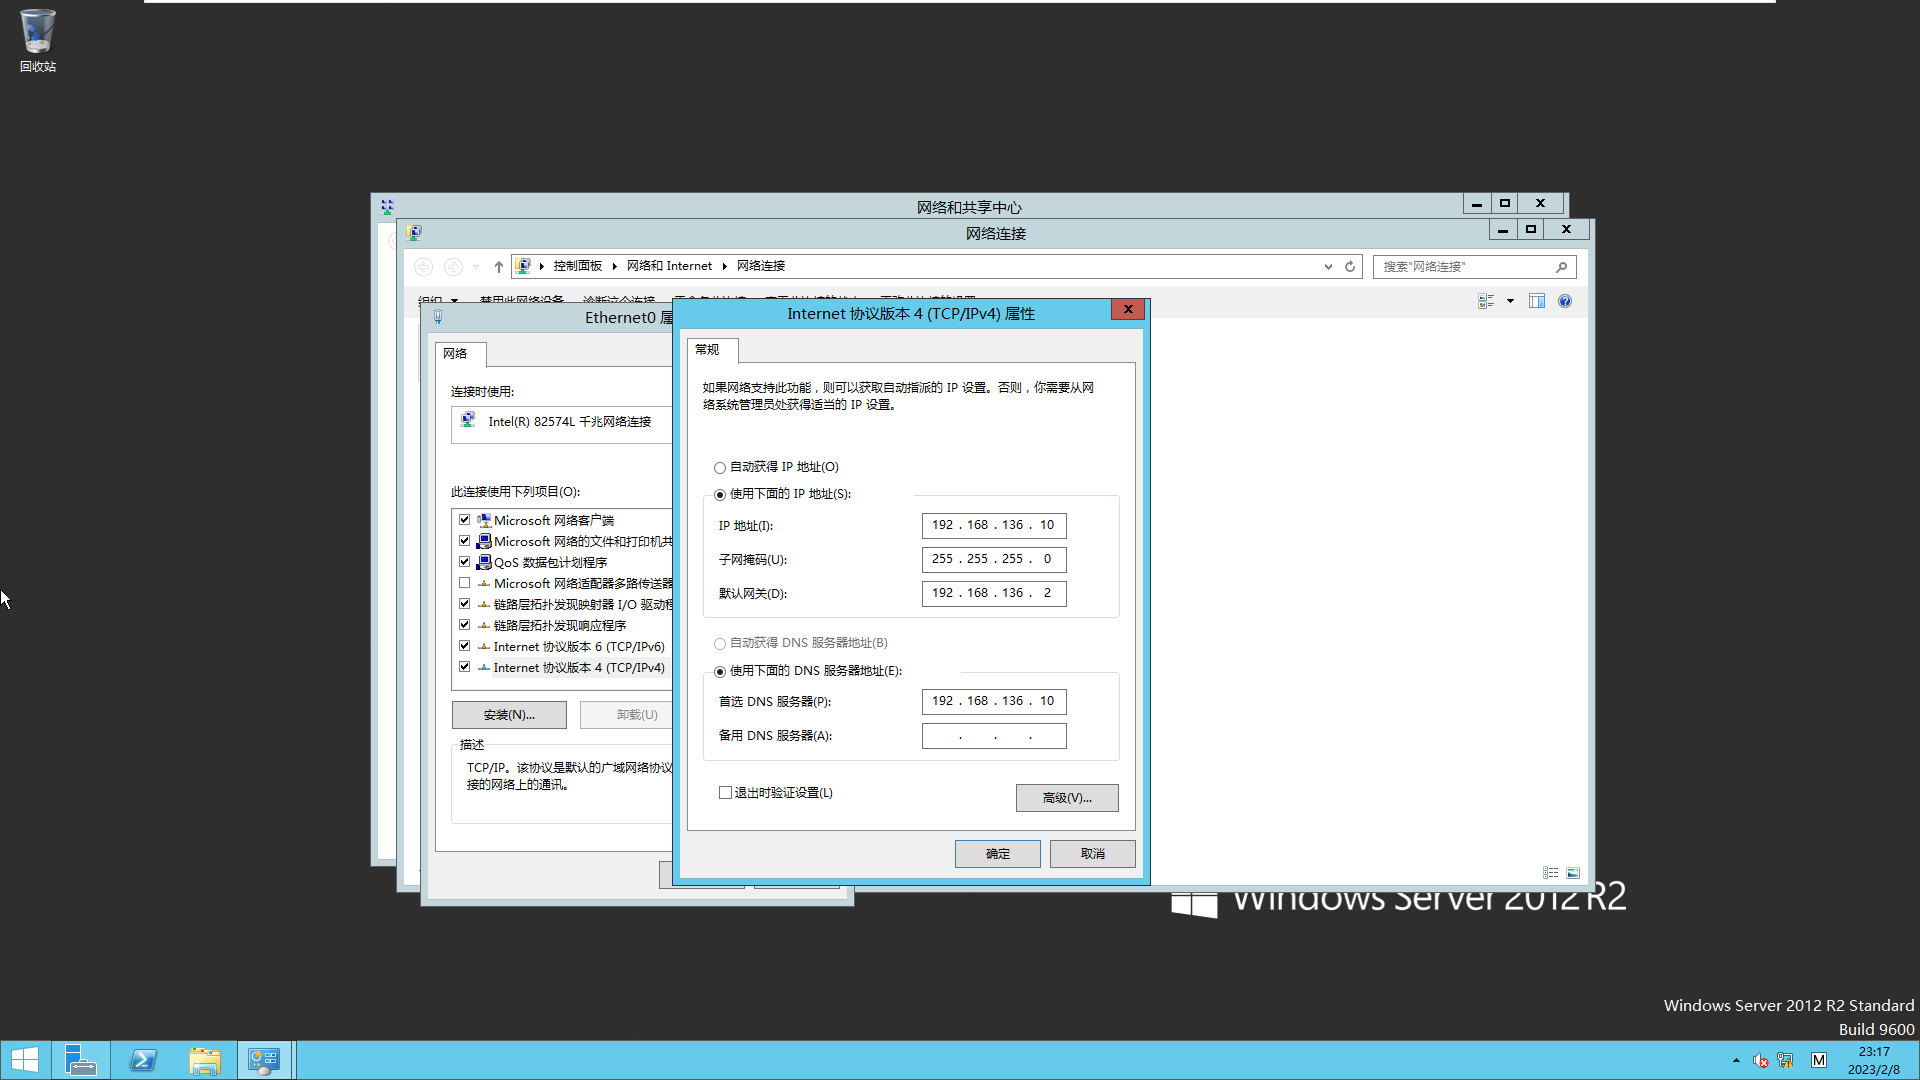 回收站
网络和共享中心
网络连接
控制面板 网络和 Internet 网络连接
搜索"网络连接"
组织 禁用此网络设备 诊断这个连接
Ethernet0 属
Internet 协议版本 4 (TCP/IPv4) 属性
网络
连接时使用:
Intel(R) 82574L 千兆网络连接
此连接使用下列项目(O):
Microsoft 网络客户端
Microsoft 网络的文件和打印机共
QoS 数据包计划程序
Microsoft 网络适配器多路传送器
链路层拓扑发现映射器 I/O 驱动程
链路层拓扑发现响应程序
Internet 协议版本 6 (TCP/IPv6)
Internet 协议版本 4 (TCP/IPv4)
安装(N)...
卸载(U)
描述
TCP/IP。该协议是默认的广域网络协议
接的网络上的通讯。
常规
如果网络支持此功能，则可以获取自动指派的 IP 设置。否则，你需要从网
络系统管理员处获得适当的 IP 设置。
自动获得 IP 地址(O)
使用下面的 IP 地址(S):
IP 地址(I):
192 . 168 . 136 . 10
子网掩码(U):
255 . 255 . 255 . 0
默认网关(D):
192 . 168 . 136 . 2
自动获得 DNS 服务器地址(B)
使用下面的 DNS 服务器地址(E):
首选 DNS 服务器(P):
192 . 168 . 136 . 10
备用 DNS 服务器(A):
. . .
退出时验证设置(L)
高级(V)...
确定
取消
Windows Server 2012 R2
Windows Server 2012 R2 Standard
Build 9600
M
23:17
2023/2/8